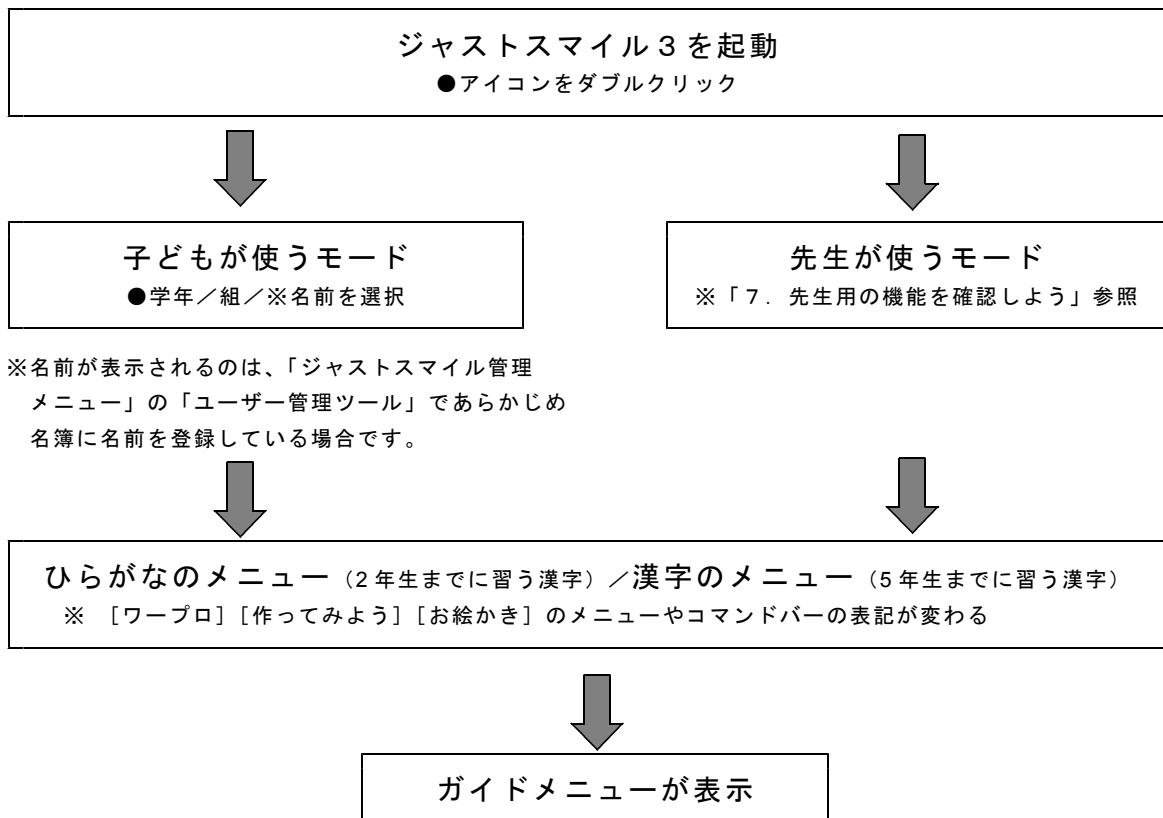 ジャストスマイル３を起動
●アイコンをダブルクリック
子どもが使うモード
●学年／組／※名前を選択
先生が使うモード
※「７．先生用の機能を確認しよう」参照
※名前が表示されるのは、「ジャストスマイル管理
メニュー」の「ユーザー管理ツール」であらかじめ
名簿に名前を登録している場合です。
ひらがなのメニュー（２年生までに習う漢字）／漢字のメニュー（５年生までに習う漢字）
※　［ワープロ］［作ってみよう］［お絵かき］のメニューやコマンドバーの表記が変わる
ガイドメニューが表示